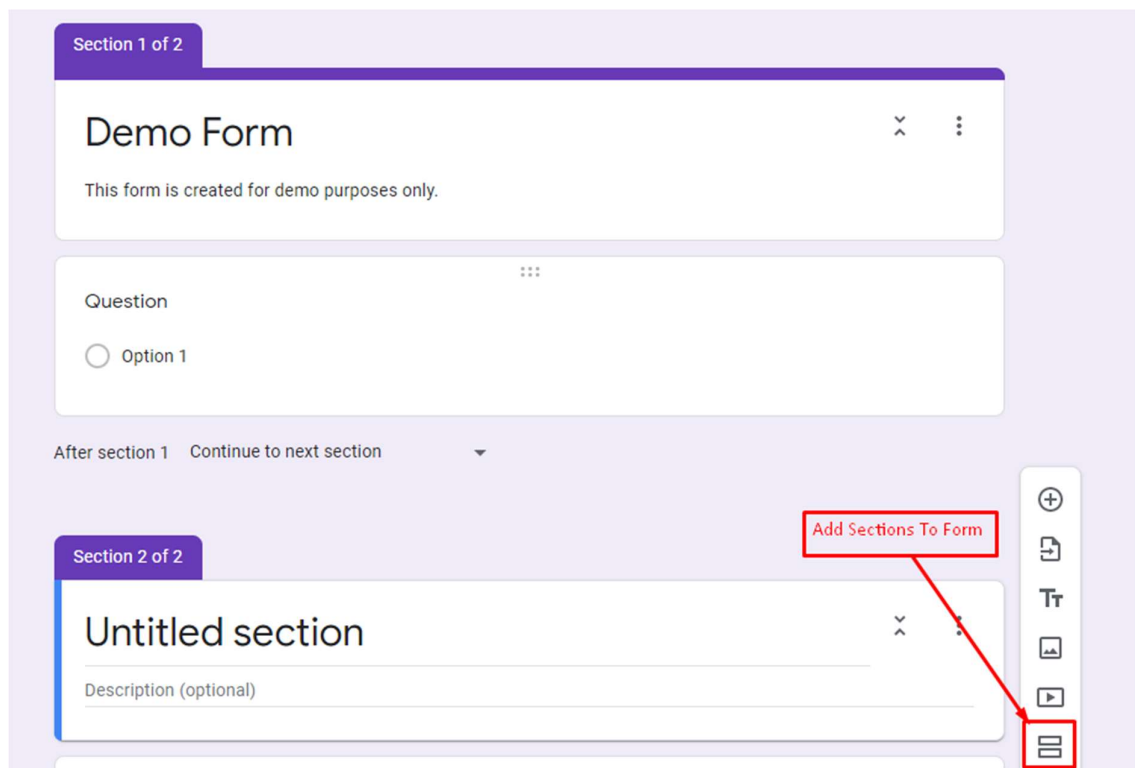 Section 1 of 2
Demo Form
This form is created for demo purposes only.
Question
Option 1
After section 1 Continue to next section
Add Sections To Form
Section 2 of 2
TT
Untitled section
Description (optional)